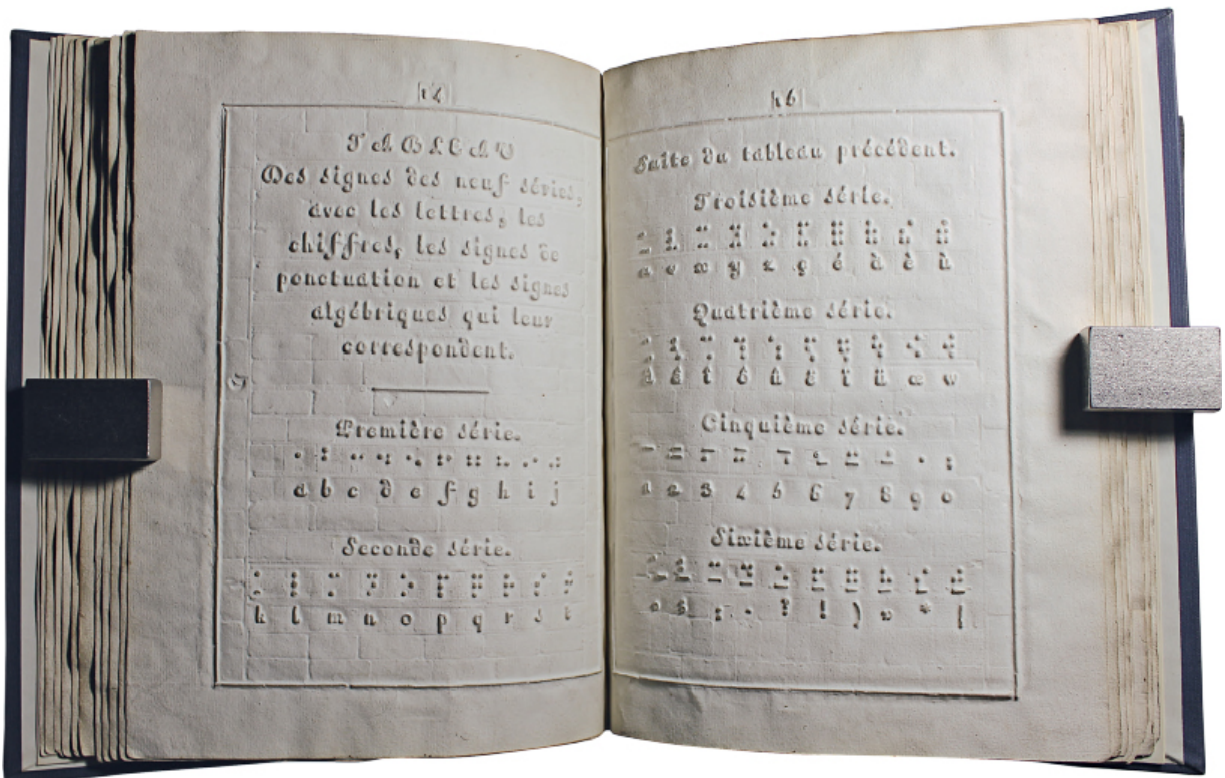 TABLEAU
Des signes des neuf séries,
avec les lettres, les
chiffres, les signes de
ponctuation et les signes
algébriques qui leur
correspondent.
Première série.
⠁ ⠃ ⠉ ⠙ ⠑ ⠋ ⠛ ⠓ ⠊ ⠚
a b c d e f g h i j
Seconde série.
⠅ ⠇ ⠍ ⠝ ⠕ ⠏ ⠟ ⠗ ⠎ ⠞
k l m n o p q r s t
Suite du tableau précédent.
Troisième série.
⠥ ⠧ ⠭ ⠽ ⠵ ⠯ ⠿ ⠷ ⠮ ⠾
u v x y z ç é à è ù
Quatrième série.
⠡ ⠣ ⠩ ⠹ ⠱ ⠫ ⠻ ⠳ ⠪ ⠺
â ê î ô û ë ï ü œ w
Cinquième série.
1 2 3 4 5 6 7 8 9 0
Sixième série.